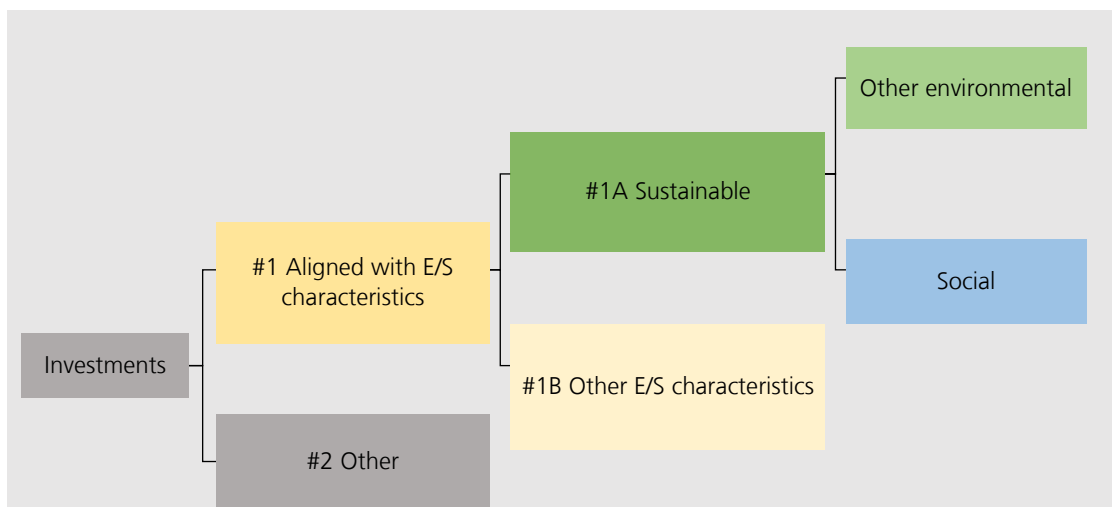 Other environmental
#1A Sustainable
#1 Aligned with E/S
characteristics
Social
Investments
#1B Other E/S characteristics
#2 Other